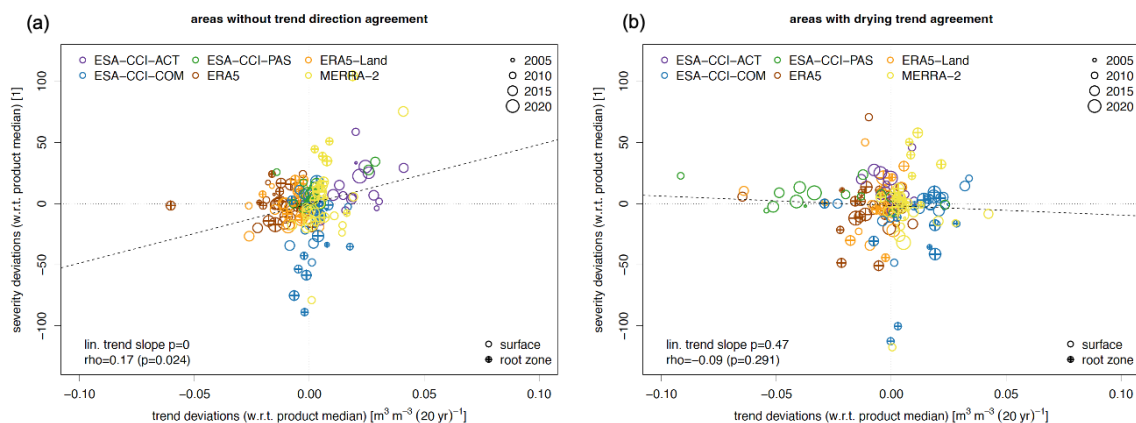 (a)
areas without trend direction agreement
ESA−CCI−ACT
ESA−CCI−PAS
ERA5−Land
ESA−CCI−COM
ERA5
MERRA−2
2005
2010
2015
2020
severity deviations (w.r.t. product median) [1]
100
50
0
−50
−100
lin. trend slope p=0
rho=0.17 (p=0.024)
surface
root zone
−0.10
−0.05
0.00
0.05
0.10
trend deviations (w.r.t. product median) [m³ m⁻³ (20 yr)⁻¹]
(b)
areas with drying trend agreement
ESA−CCI−ACT
ESA−CCI−PAS
ERA5−Land
ESA−CCI−COM
ERA5
MERRA−2
2005
2010
2015
2020
severity deviations (w.r.t. product median) [1]
100
50
0
−50
−100
lin. trend slope p=0.47
rho=−0.09 (p=0.291)
surface
root zone
−0.10
−0.05
0.00
0.05
0.10
trend deviations (w.r.t. product median) [m³ m⁻³ (20 yr)⁻¹]